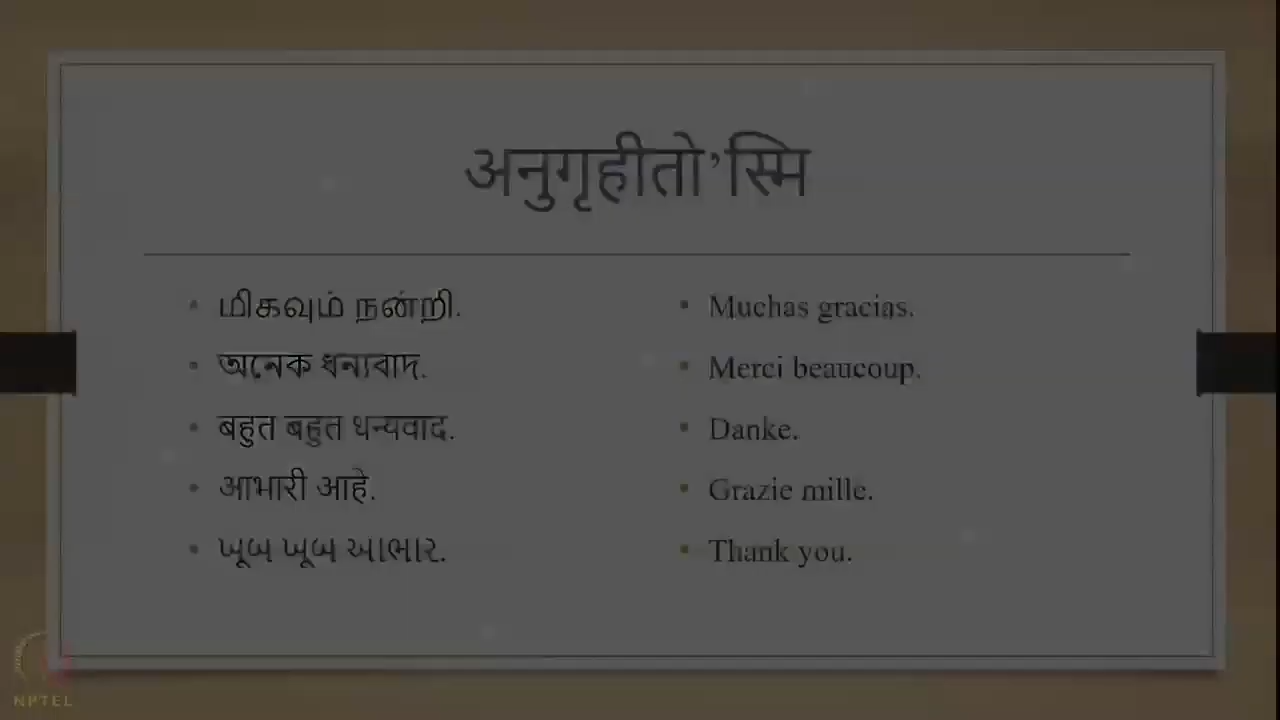 अनुगृहीतो’स्मि
மிகவும் நன்றி.
অনেক ধন্যবাদ.
बहुत बहुत धन्यवाद.
आभारी आहे.
ખૂબ ખૂબ આભાર.
Muchas gracias.
Merci beaucoup.
Danke.
Grazie mille.
Thank you.
NPTEL